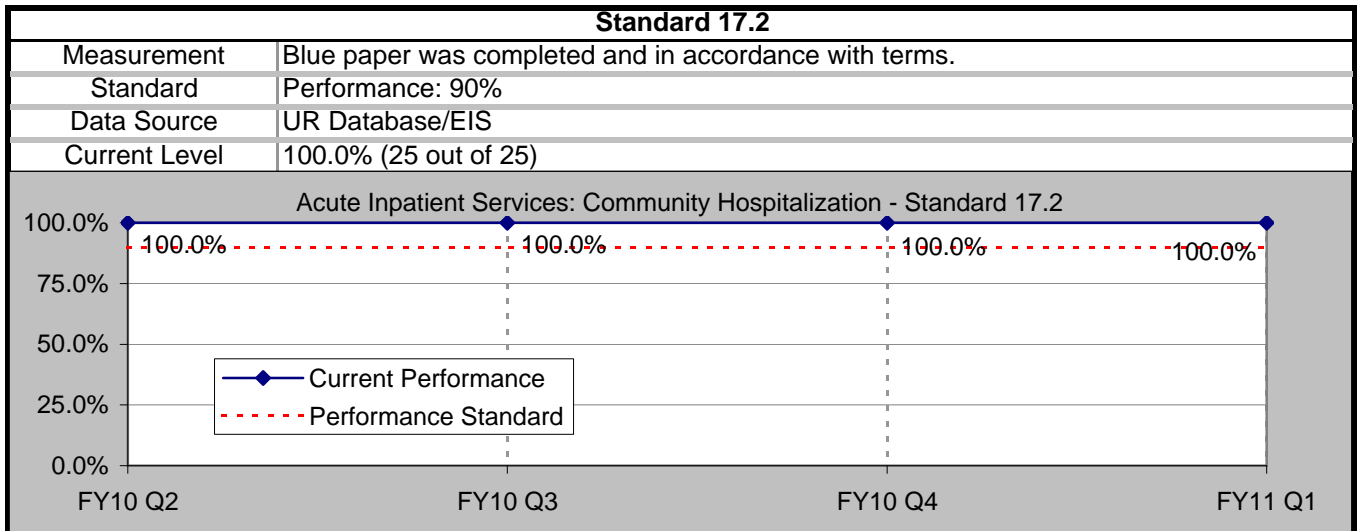 Standard 17.2
Measurement Blue paper was completed and in accordance with terms.
Standard Performance: 90%
Data Source UR Database/EIS
Current Level 100.0% (25 out of 25)
Acute Inpatient Services: Community Hospitalization - Standard 17.2
100.0%
100.0% 100.0% 100.0% 100.0%
75.0%
50.0%
Current Performance
25.0%
Performance Standard
0.0%
FY10 Q2 FY10 Q3 FY10 Q4 FY11 Q1